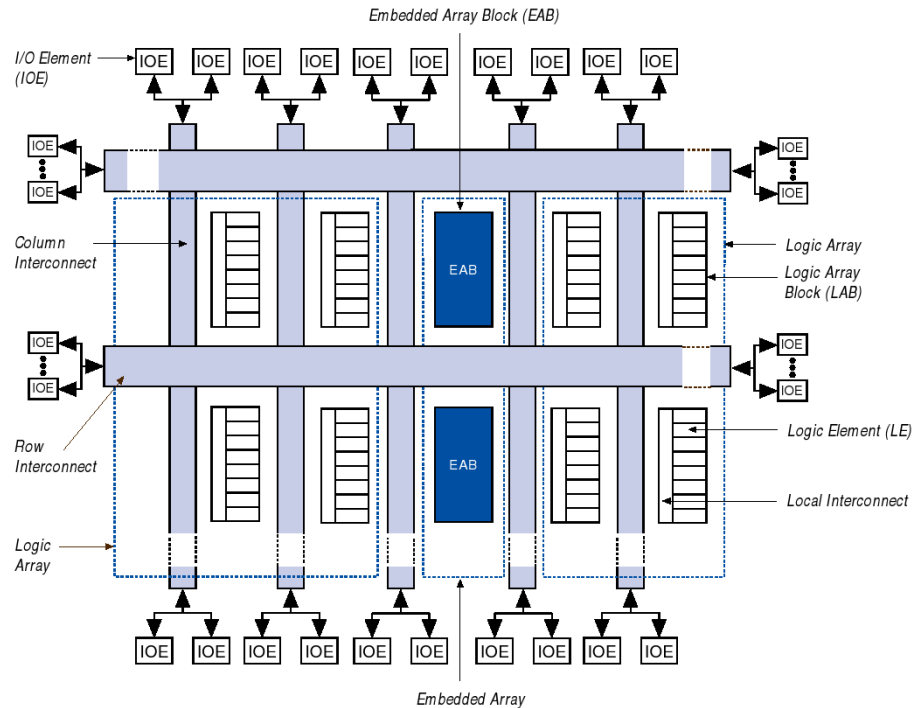 Embedded Array Block (EAB)
I/O Element
(IOE)
IOE IOE IOE IOE IOE IOE IOE IOE IOE IOE
IOE IOE
IOE IOE
Column
Interconnect
EAB
Logic Array
Logic Array
Block (LAB)
IOE IOE
IOE IOE
Row
Interconnect
EAB
Logic Element (LE)
Local Interconnect
Logic
Array
IOE IOE IOE IOE IOE IOE IOE IOE IOE IOE
Embedded Array